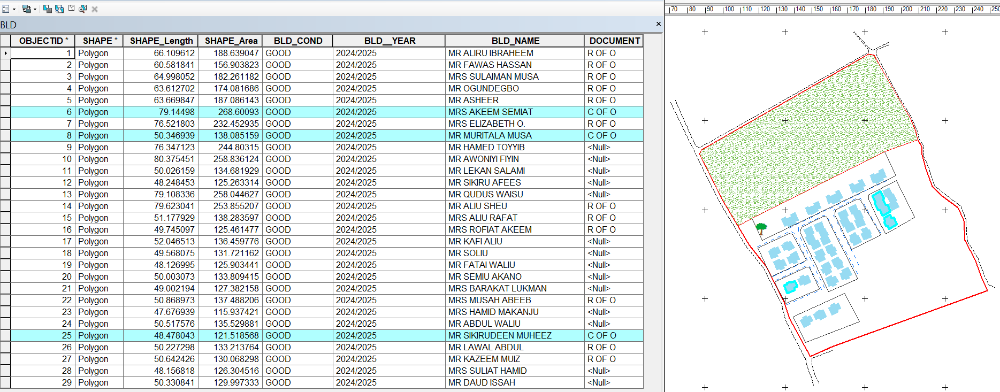 70 80 90 100 110 120 130 140 150 160 170 180 190 200 210 220 230 240 250
BLD
OBJECTID * SHAPE * SHAPE_Length SHAPE_Area BLD_COND BLD__YEAR BLD_NAME DOCUMENT
1 Polygon 66.109612 188.639047 GOOD 2024/2025 MR ALIRU IBRAHEEM R OF O
2 Polygon 60.581841 156.903823 GOOD 2024/2025 MR FAWAS HASSAN R OF O
3 Polygon 64.998052 182.261182 GOOD 2024/2025 MRS SULAIMAN MUSA R OF O
4 Polygon 63.612702 174.081686 GOOD 2024/2025 MR OGUNDEGBO R OF O
5 Polygon 63.669847 187.086143 GOOD 2024/2025 MR ASHEER R OF O
6 Polygon 79.14498 268.60093 GOOD 2024/2025 MRS AKEEM SEMIAT C OF O
7 Polygon 76.521803 232.452935 GOOD 2024/2025 MRS ELIZABETH O. R OF O
8 Polygon 50.346939 138.085159 GOOD 2024/2025 MR MURITALA MUSA C OF O
9 Polygon 76.347123 244.80315 GOOD 2024/2025 MR HAMED TOYYIB <Null>
10 Polygon 80.375451 258.836124 GOOD 2024/2025 MR AWONIYI FIYIN <Null>
11 Polygon 50.026159 134.681929 GOOD 2024/2025 MR LEKAN SALAMI <Null>
12 Polygon 48.248453 125.263314 GOOD 2024/2025 MR SIKIRU AFEES <Null>
13 Polygon 79.108336 258.044627 GOOD 2024/2025 MR QUDUS WAISU <Null>
14 Polygon 79.623041 253.855207 GOOD 2024/2025 MR ALIU SHEU R OF O
15 Polygon 51.177929 138.283597 GOOD 2024/2025 MRS ALIU RAFAT R OF O
16 Polygon 49.745097 125.461477 GOOD 2024/2025 MRS ROFIAT AKEEM R OF O
17 Polygon 52.046513 136.459776 GOOD 2024/2025 MR KAFI ALIU <Null>
18 Polygon 49.568075 131.721162 GOOD 2024/2025 MR SOLIU <Null>
19 Polygon 48.126995 125.903441 GOOD 2024/2025 MR FATAI WALIU <Null>
20 Polygon 50.003073 133.809415 GOOD 2024/2025 MR SEMIU AKANO <Null>
21 Polygon 49.002194 127.382158 GOOD 2024/2025 MRS BARAKAT LUKMAN <Null>
22 Polygon 50.868973 137.488206 GOOD 2024/2025 MRS MUSAH ABEEB R OF O
23 Polygon 47.676939 115.937421 GOOD 2024/2025 MRS HAMID MAKANJU <Null>
24 Polygon 50.517576 135.529881 GOOD 2024/2025 MR ABDUL WALIU <Null>
25 Polygon 48.478043 121.518568 GOOD 2024/2025 MR SIKIRUDEEN MUHEEZ C OF O
26 Polygon 50.227298 133.213764 GOOD 2024/2025 MR LAWAL ABDUL R OF O
27 Polygon 50.642426 130.068298 GOOD 2024/2025 MR KAZEEM MUIZ R OF O
28 Polygon 48.156818 126.304516 GOOD 2024/2025 MRS SULIAT HAMID <Null>
29 Polygon 50.330841 129.997333 GOOD 2024/2025 MR DAUD ISSAH <Null>